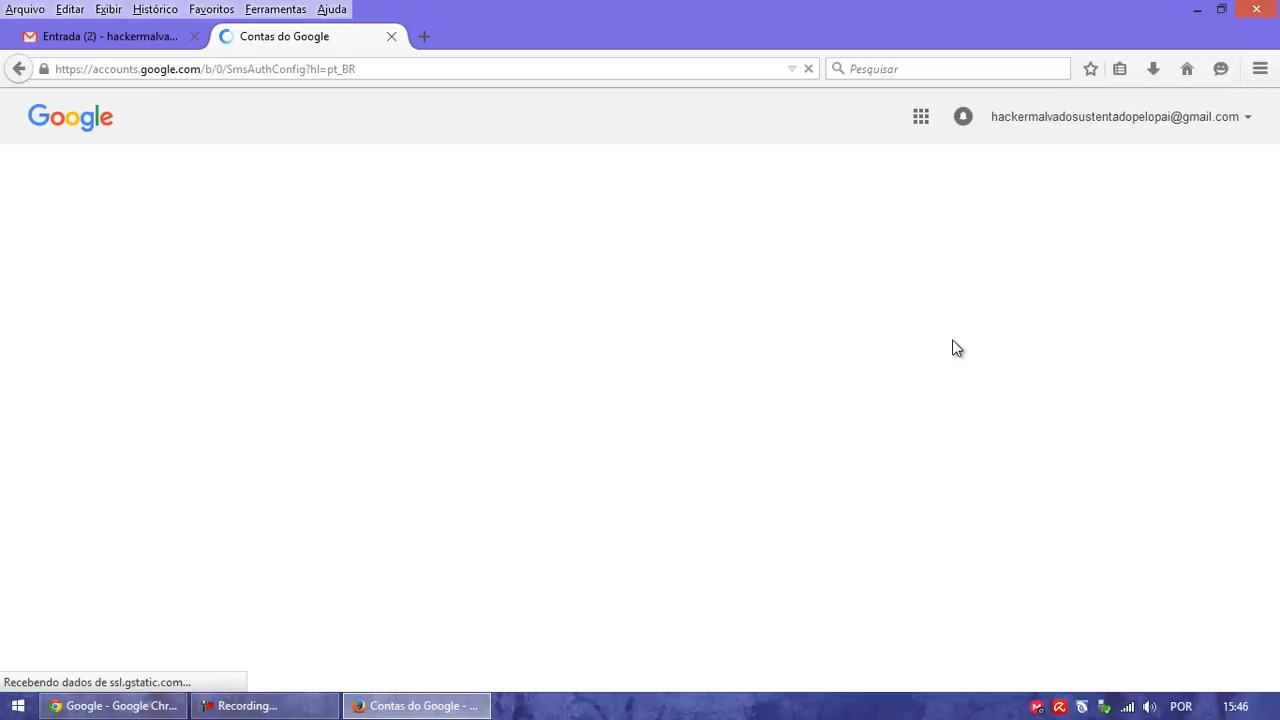 Arquivo Editar Exibir Histórico Favoritos Ferramentas Ajuda
Entrada (2) - hackermalva... Contas do Google
https://accounts.google.com/b/0/SmsAuthConfig?hl=pt_BR Pesquisar
Google hackermalvadosustentadopelopai@gmail.com
Recebendo dados de ssl.gstatic.com...
Google - Google Chr... Recording... Contas do Google - ... POR 15:46